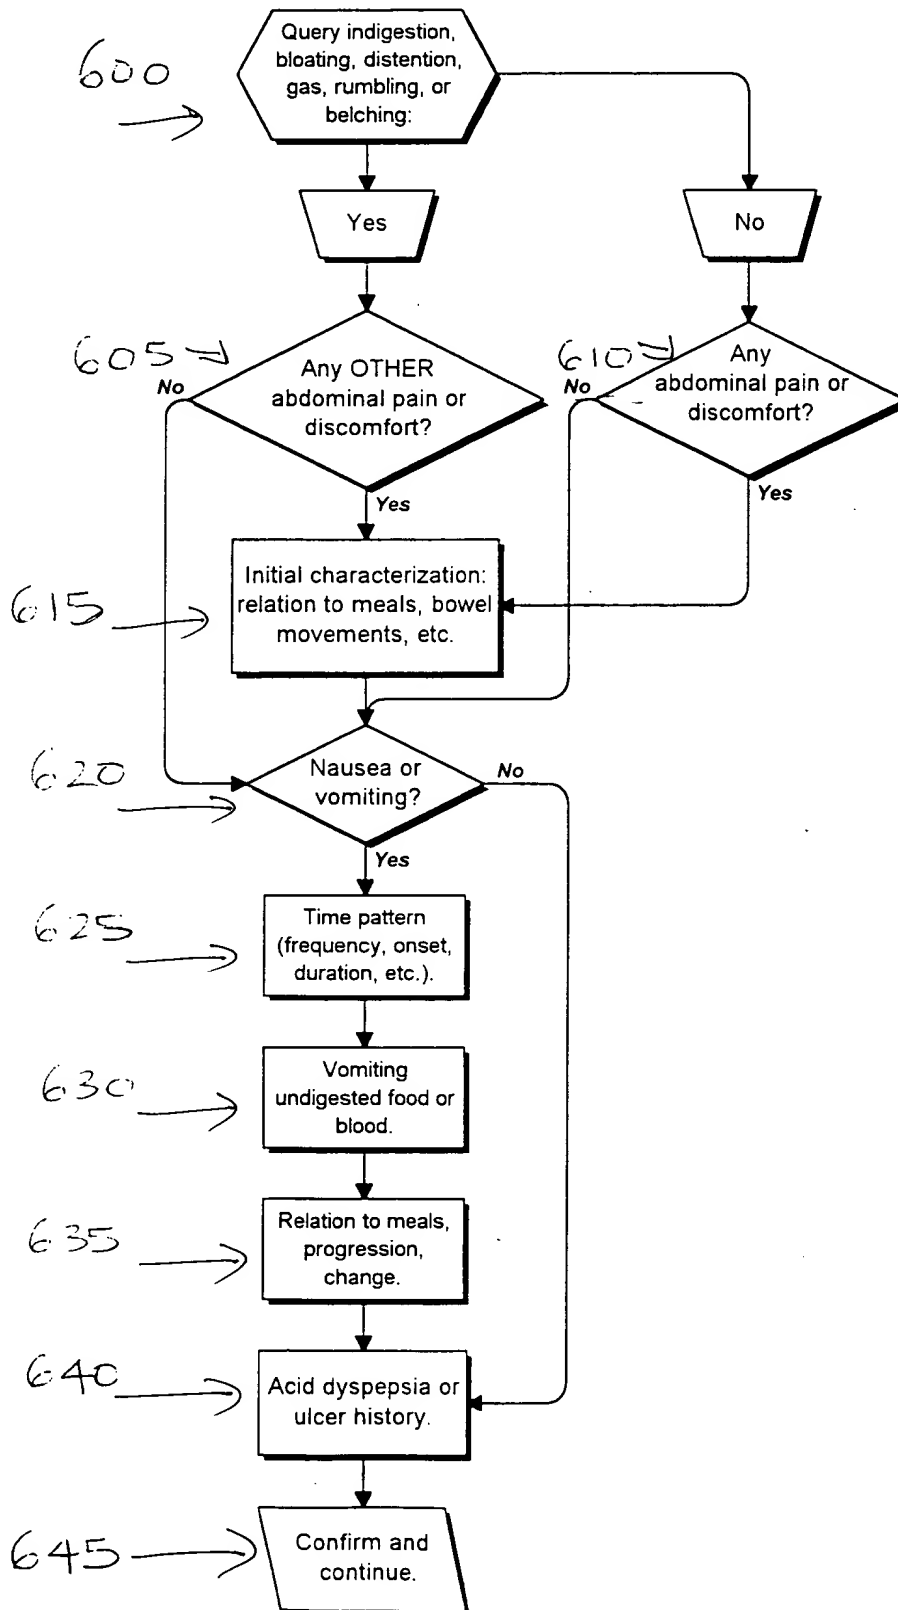 Query indigestion,
bloating, distention,
gas, rumbling, or
belching:
600
Yes
No
605
Any OTHER
abdominal pain or
discomfort?
No
Yes
610
Any
abdominal pain or
discomfort?
No
Yes
615
Initial characterization:
relation to meals, bowel
movements, etc.
620
Nausea or
vomiting?
No
Yes
625
Time pattern
(frequency, onset,
duration, etc.).
630
Vomiting
undigested food or
blood.
635
Relation to meals,
progression,
change.
640
Acid dyspepsia or
ulcer history.
645
Confirm and
continue.